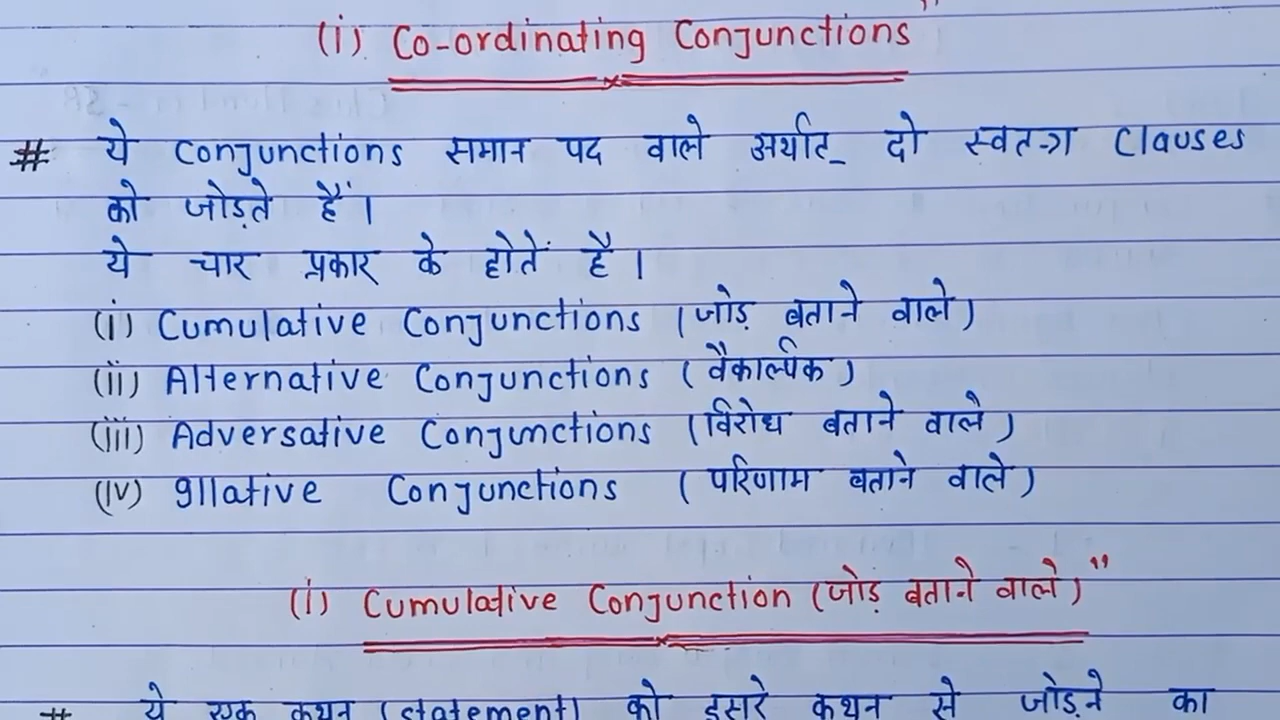 (i) Co-ordinating Conjunctions"
# ये Conjunctions समान पद वाले अर्थात् दो स्वतन्त्र Clauses
को जोड़ते हैं।
ये चार प्रकार के होतें है।
(i) Cumulative Conjunctions (जोड़ बताने वाले)
(ii) Alternative Conjunctions (वैकल्पिक)
(iii) Adversative Conjunctions (विरोध बताने वाले)
(iv) Illative Conjunctions (परिणाम बताने वाले)
(i) Cumulative Conjunction (जोड़ बताने वाले)"
# ये एक कथन (statement) को दूसरे कथन से जोड़ने का